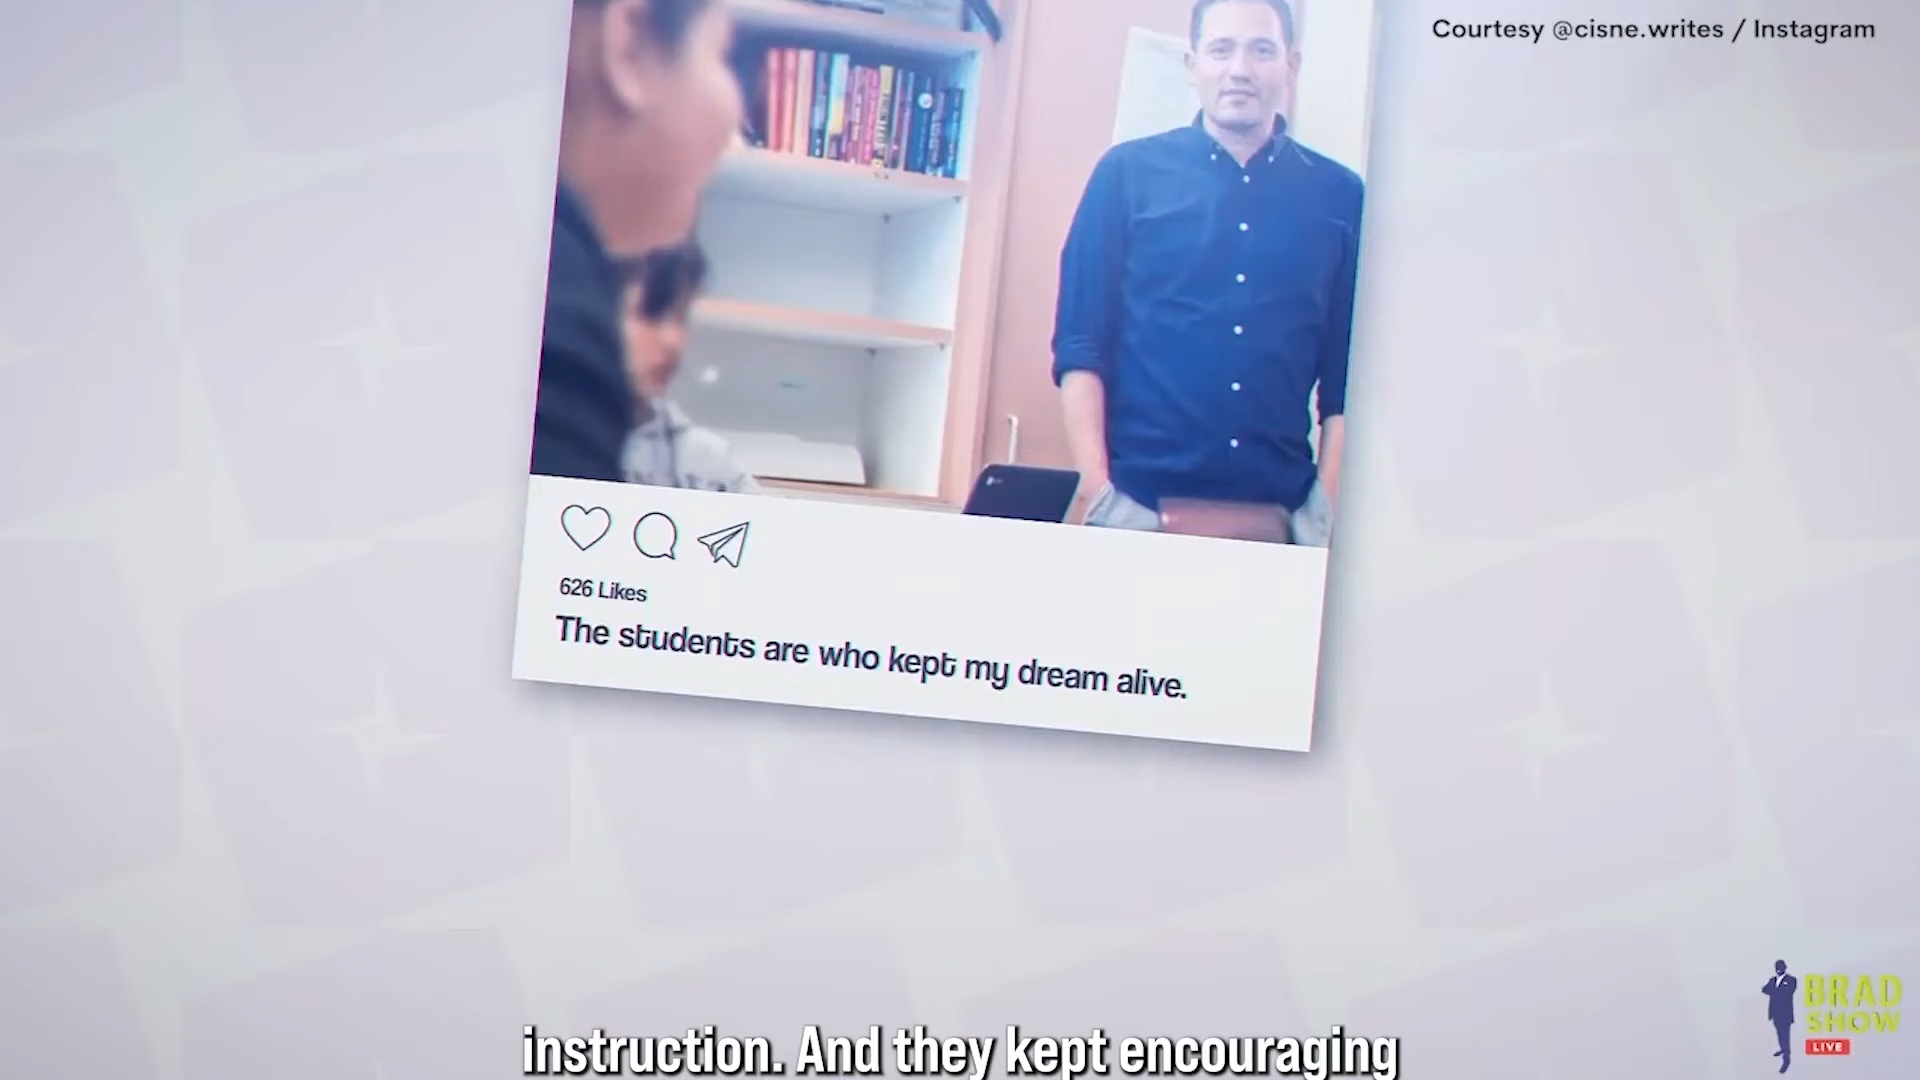 Courtesy @cisne.writes / Instagram
626 Likes
The students are who kept my dream alive.
BRAD
SHOW
LIVE
instruction. And they kept encouraging